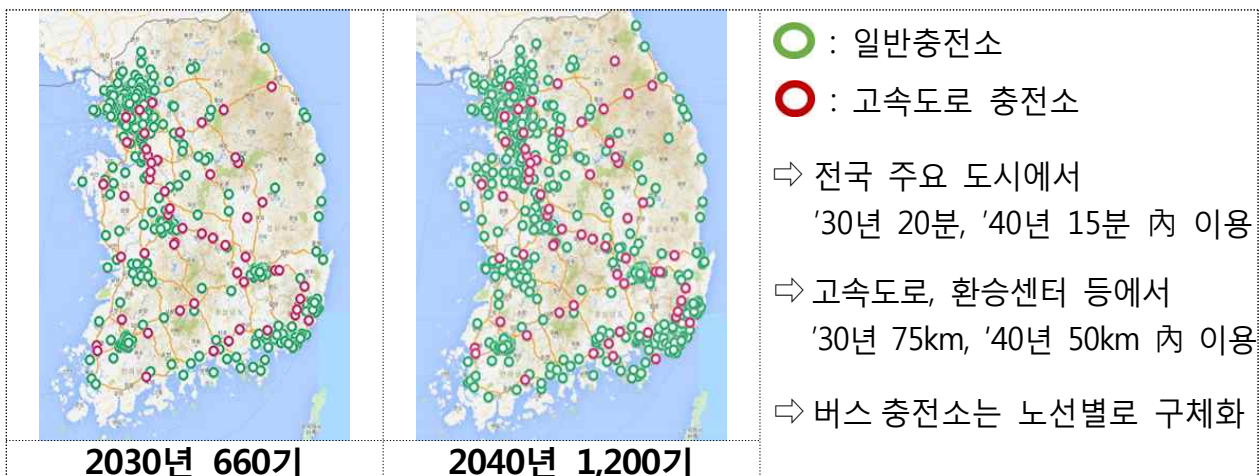 : 일반충전소
: 고속도로 충전소
⇨ 전국 주요 도시에서
'30년 20분, '40년 15분 內 이용
⇨ 고속도로, 환승센터 등에서
'30년 75km, '40년 50km 內 이용
⇨ 버스 충전소는 노선별로 구체화
2030년 660기
2040년 1,200기